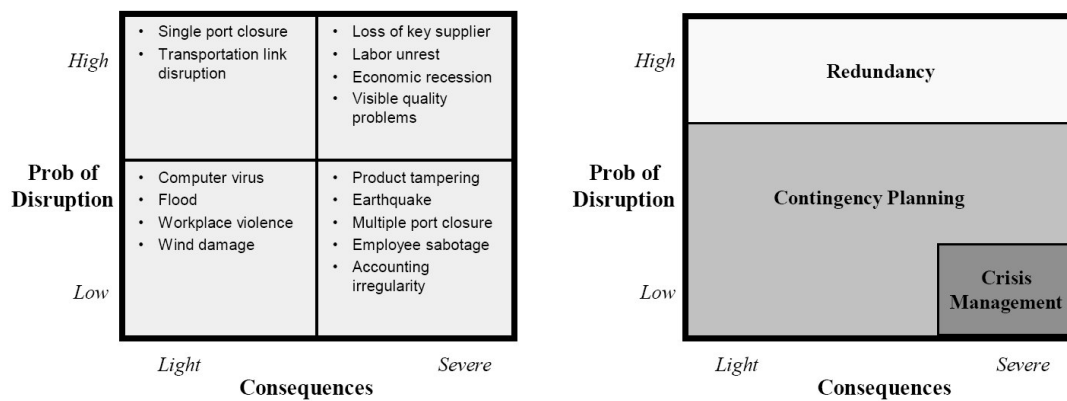 High
• Single port closure
• Transportation link
disruption
• Loss of key supplier
• Labor unrest
• Economic recession
• Visible quality
problems
Prob of
Disruption
• Computer virus
• Flood
• Workplace violence
• Wind damage
• Product tampering
• Earthquake
• Multiple port closure
• Employee sabotage
• Accounting
irregularity
Low
Light
Severe
Consequences
High
Redundancy
Prob of
Disruption
Contingency Planning
Low
Crisis
Management
Light
Severe
Consequences